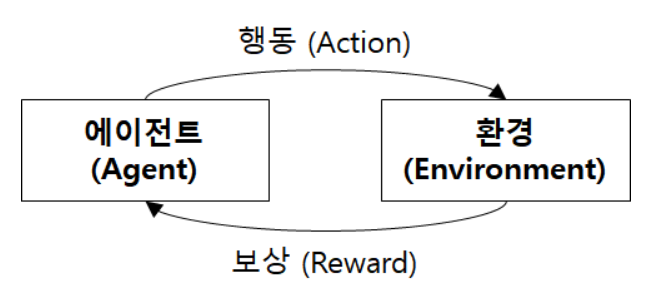 행동 (Action)
에이전트
(Agent)
환경
(Environment)
보상 (Reward)